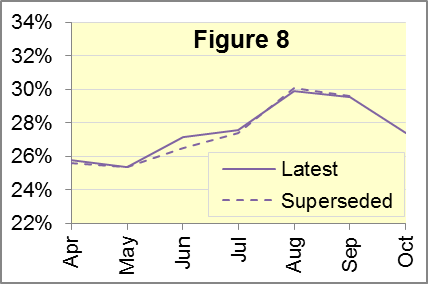 Figure 8
34%
32%
30%
28%
26%
24%
22%
Latest
Superseded
Apr
May
Jun
Jul
Aug
Sep
Oct